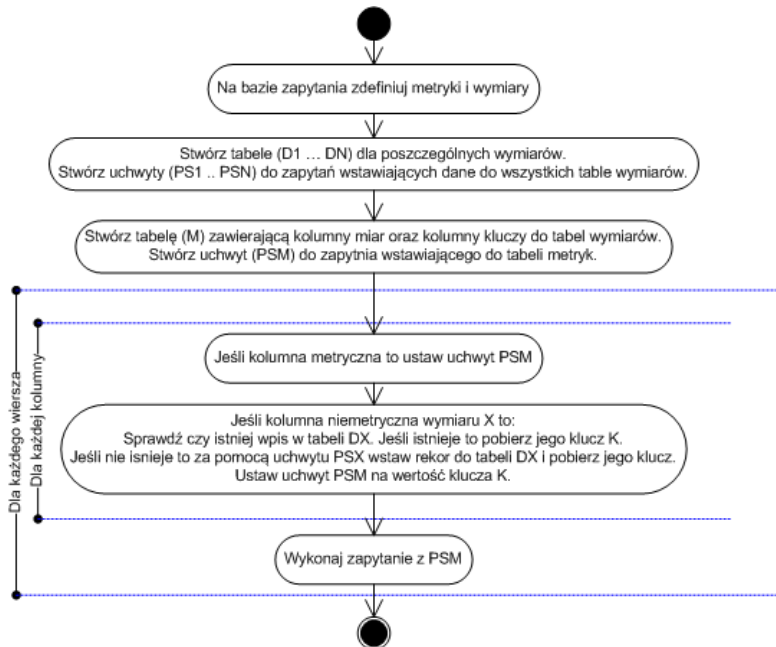 Na bazie zapytania zdefiniuj metryki i wymiary
Stwórz tabele (D1 ... DN) dla poszczególnych wymiarów.
Stwórz uchwyty (PS1 .. PSN) do zapytań wstawiających dane do wszystkich table wymiarów.
Stwórz tabelę (M) zawierającą kolumny miar oraz kolumny kluczy do tabel wymiarów.
Stwórz uchwyt (PSM) do zapytnia wstawiającego do tabeli metryk.
Dla każdego wiersza
Dla każdej kolumny
Jeśli kolumna metryczna to ustaw uchwyt PSM
Jeśli kolumna niemetryczna wymiaru X to:
Sprawdź czy istniej wpis w tabeli DX. Jeśli istnieje to pobierz jego klucz K.
Jeśli nie isnieje to za pomocą uchwytu PSX wstaw rekor do tabeli DX i pobierz jego klucz.
Ustaw uchwyt PSM na wertość klucza K.
Wykonaj zapytanie z PSM